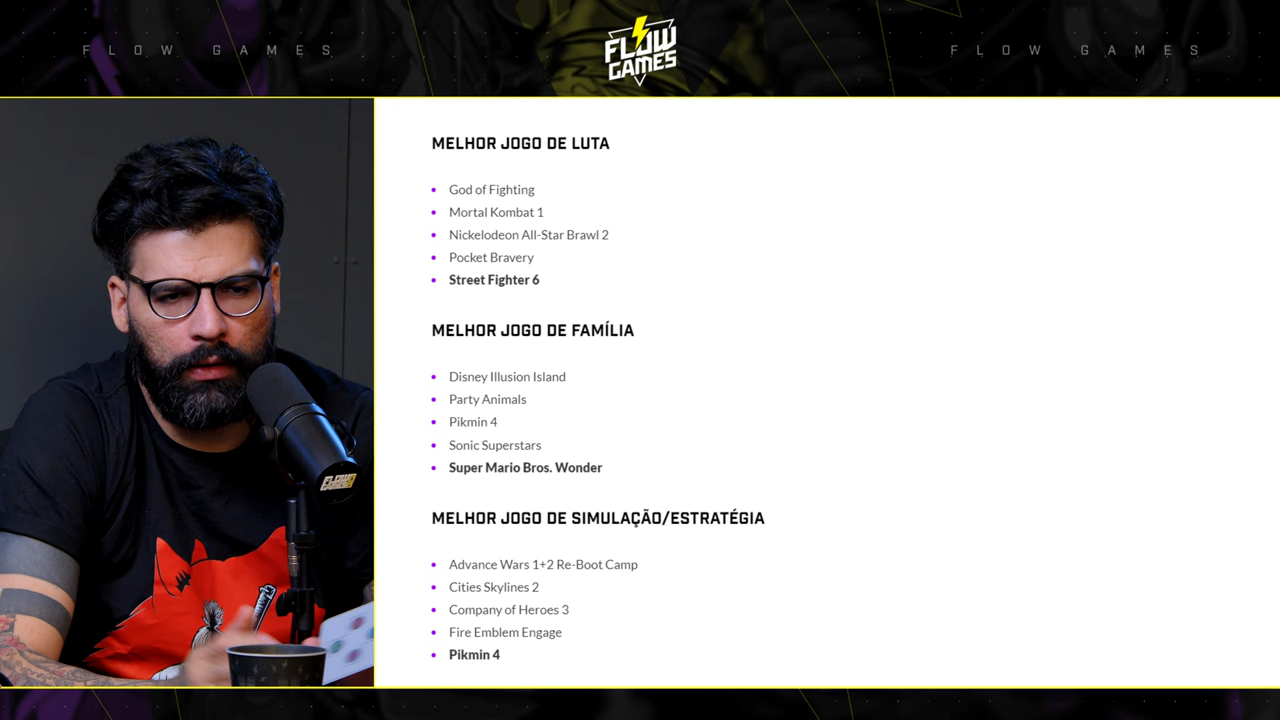 FLOW GAMES
FLOW
GAMES
FLOW GAMES
MELHOR JOGO DE LUTA
God of Fighting
Mortal Kombat 1
Nickelodeon All-Star Brawl 2
Pocket Bravery
Street Fighter 6
MELHOR JOGO DE FAMÍLIA
Disney Illusion Island
Party Animals
Pikmin 4
Sonic Superstars
Super Mario Bros. Wonder
MELHOR JOGO DE SIMULAÇÃO/ESTRATÉGIA
Advance Wars 1+2 Re-Boot Camp
Cities Skylines 2
Company of Heroes 3
Fire Emblem Engage
Pikmin 4
FLOW
GAMES